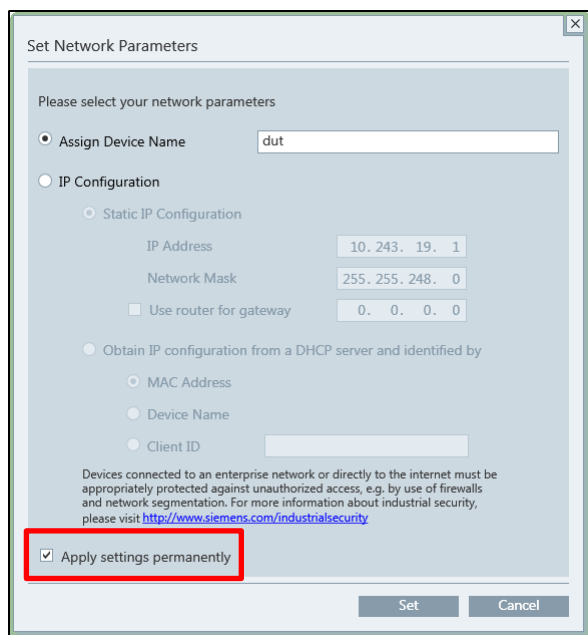 Set Network Parameters
Please select your network parameters
Assign Device Name dut
IP Configuration
Static IP Configuration
IP Address 10. 243. 19. 1
Network Mask 255. 255. 248. 0
Use router for gateway 0. 0. 0. 0
Obtain IP configuration from a DHCP server and identified by
MAC Address
Device Name
Client ID
Devices connected to an enterprise network or directly to the internet must be
appropriately protected against unauthorized access, e.g. by use of firewalls
and network segmentation. For more information about industrial security,
please visit http://www.siemens.com/industrialsecurity
Apply settings permanently
Set Cancel